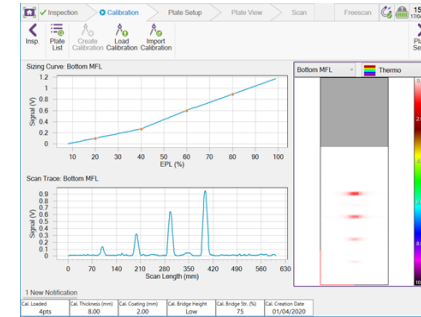 Inspection
Calibration
Plate Setup
Plate View
Scan
Freescan
Insp.
Plate List
Create Calibration
Load Calibration
Import Calibration
Sizing Curve: Bottom MFL
Signal (V)
1.2
1
0.8
0.6
0.4
0.2
0
10 20 30 40 50 60 70 80 90 100
EPL (%)
Bottom MFL
Thermo
Scan Trace: Bottom MFL
Signal (V)
0.9
0.8
0.7
0.6
0.5
0.4
0.3
0.2
0.1
0
0 70 140 210 280 350 420 490 560 630
Scan Length (mm)
1 New Notification
Cal. Loaded
4pts
Cal. Thickness (mm)
8.00
Cal. Coating (mm)
2.00
Cal. Bridge Height
Low
Cal. Bridge Str. (%)
75
Cal. Creation Date
01/04/2020